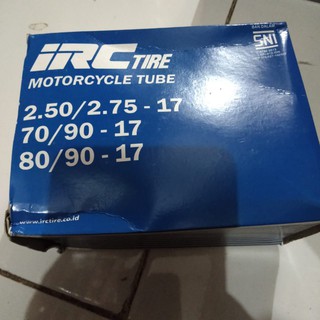 IRC TIRE
SNI
MOTORCYCLE TUBE
2.50/2.75 - 17
70/90 - 17
80/90 - 17
www.irctire.co.id